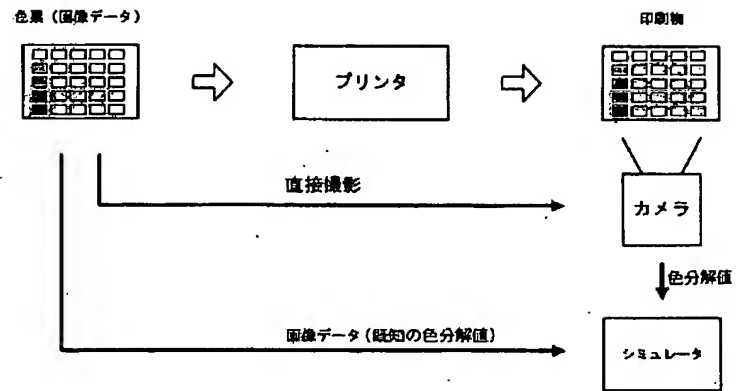 色票（画像データ）
印刷物
プリンタ
直接撮影
カメラ
色分解値
画像データ（既知の色分解値）
シミュレータ